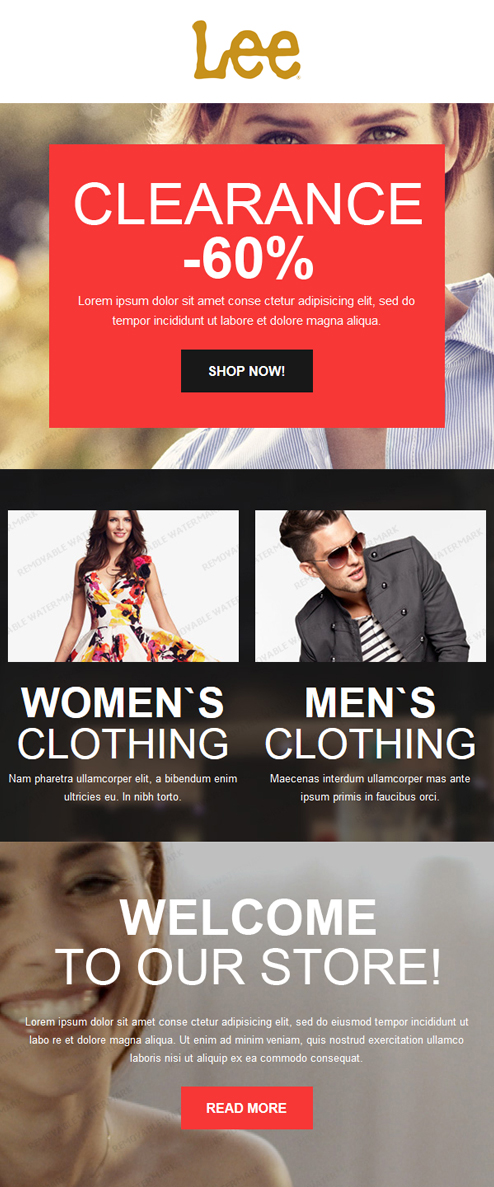 Lee
CLEARANCE
-60%
Lorem ipsum dolor sit amet conse ctetur adipisicing elit, sed do
tempor incididunt ut labore et dolore magna aliqua.
SHOP NOW!
REMOVABLE WATERMARK
REMOVABLE WATERMARK
WOMEN`S
CLOTHING
Nam pharetra ullamcorper elit, a bibendum enim
ultricies eu. In nibh torto.
MEN`S
CLOTHING
Maecenas interdum ullamcorper mas ante
ipsum primis in faucibus orci.
WELCOME
TO OUR STORE!
Lorem ipsum dolor sit amet conse ctetur adipisicing elit, sed do eiusmod tempor incididunt ut
labo re et dolore magna aliqua. Ut enim ad minim veniam, quis nostrud exercitation ullamco
laboris nisi ut aliquip ex ea commodo consequat.
READ MORE